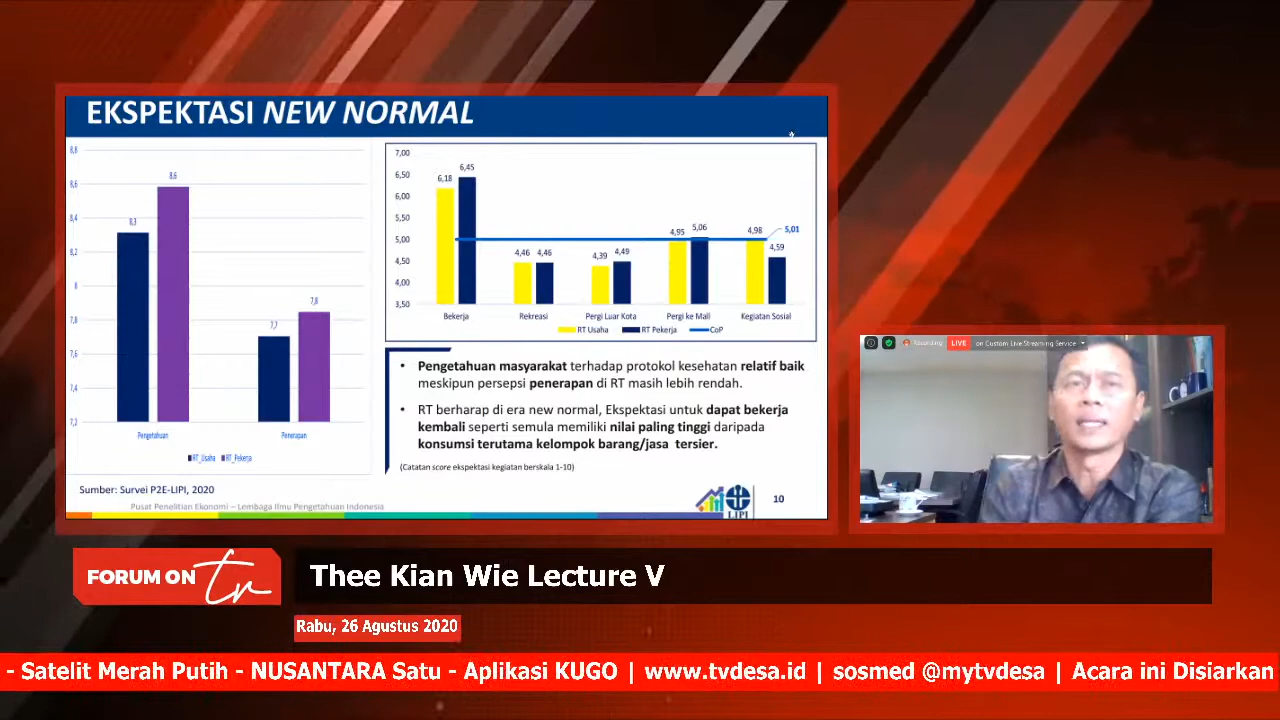 EKSPEKTASI NEW NORMAL
8,8
8,6
8,4
8,2
8
7,8
7,6
7,4
7,2
8,3
8,6
7,7
7,8
Pengetahuan
Penerapan
RT_Usaha
RT_Pekerja
7,00
6,50
6,00
5,50
5,00
4,50
4,00
3,50
6,18
6,45
4,46
4,46
4,39
4,49
4,95
5,06
4,98
4,59
5,01
Bekerja
Rekreasi
Pergi Luar Kota
Pergi ke Mall
Kegiatan Sosial
RT Usaha
RT Pekerja
CoP
• Pengetahuan masyarakat terhadap protokol kesehatan relatif baik
meskipun persepsi penerapan di RT masih lebih rendah.
• RT berharap di era new normal, Ekspektasi untuk dapat bekerja
kembali seperti semula memiliki nilai paling tinggi daripada
konsumsi terutama kelompok barang/jasa tersier.
(Catatan score ekspektasi kegiatan berskala 1-10)
Sumber: Survei P2E-LIPI, 2020
Pusat Penelitian Ekonomi – Lembaga Ilmu Pengetahuan Indonesia
LIPI
10
Recording
LIVE
on Custom Live Streaming Service
FORUM ON tr
Thee Kian Wie Lecture V
Rabu, 26 Agustus 2020
- Satelit Merah Putih - NUSANTARA Satu - Aplikasi KUGO | www.tvdesa.id | sosmed @mytvdesa | Acara ini Disiarkan